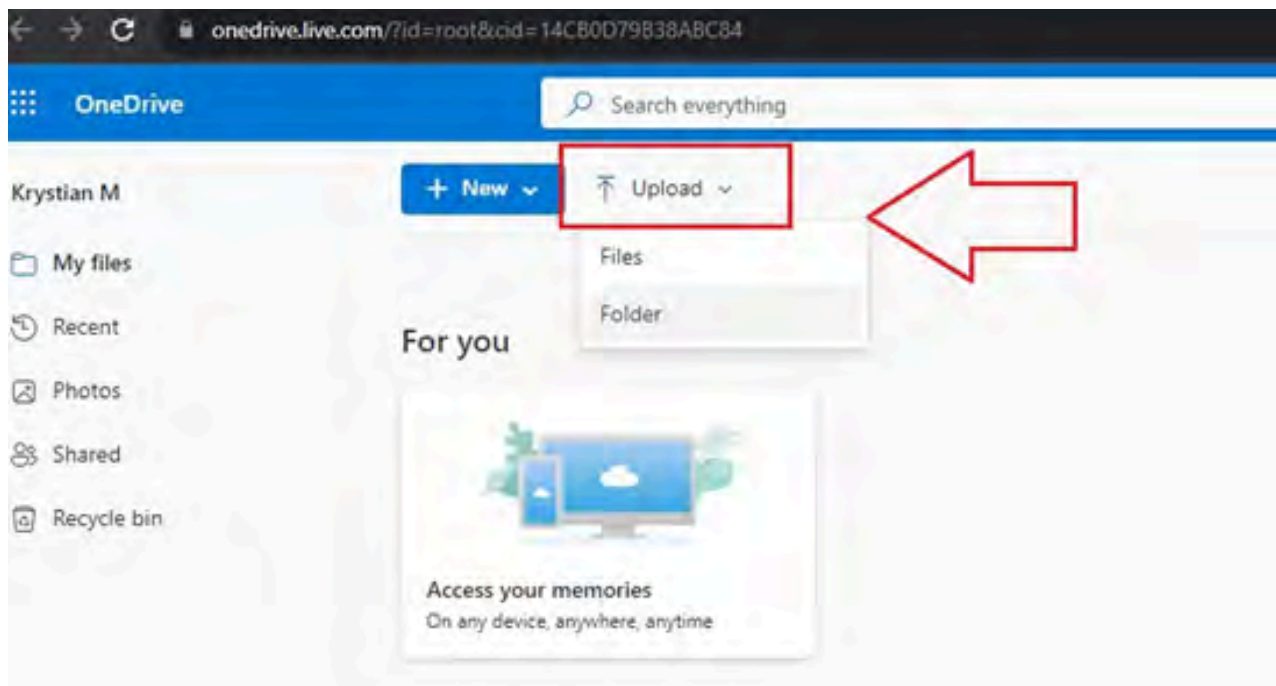 onedrive.live.com/?id=root&cid=14CB0D79B38ABC84
OneDrive
Search everything
Krystian M
+ New
Upload
My files
Files
Recent
Folder
For you
Photos
Shared
Recycle bin
Access your memories
On any device, anywhere, anytime